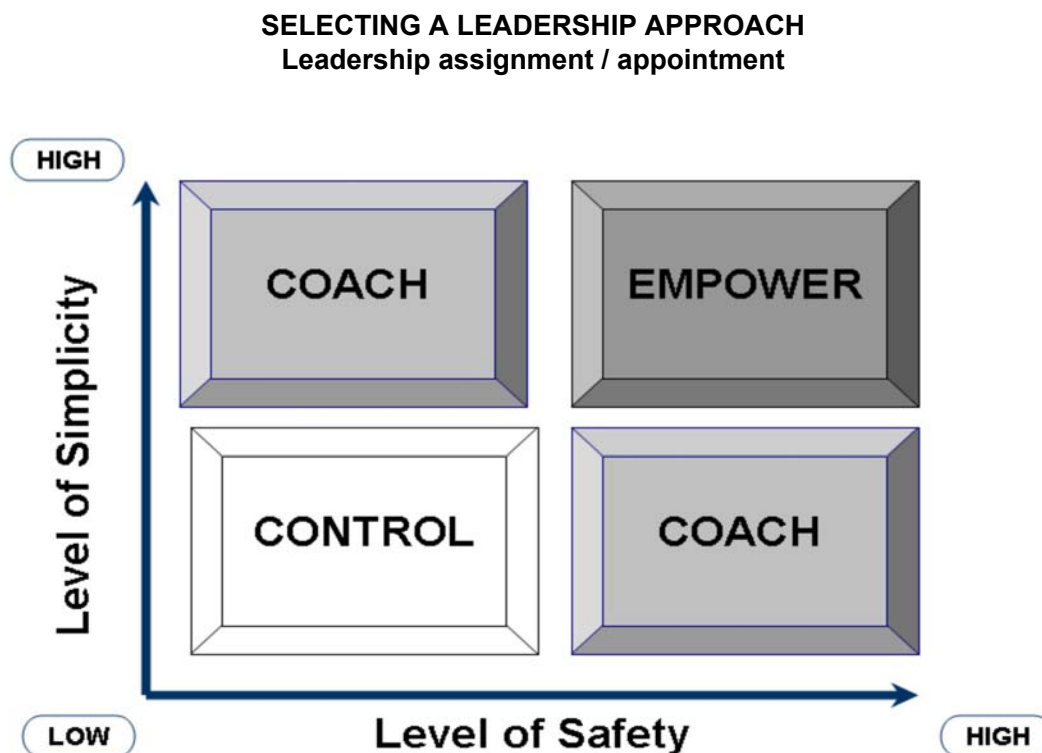 SELECTING A LEADERSHIP APPROACH
Leadership assignment / appointment
HIGH
Level of Simplicity
COACH
EMPOWER
CONTROL
COACH
LOW
Level of Safety
HIGH